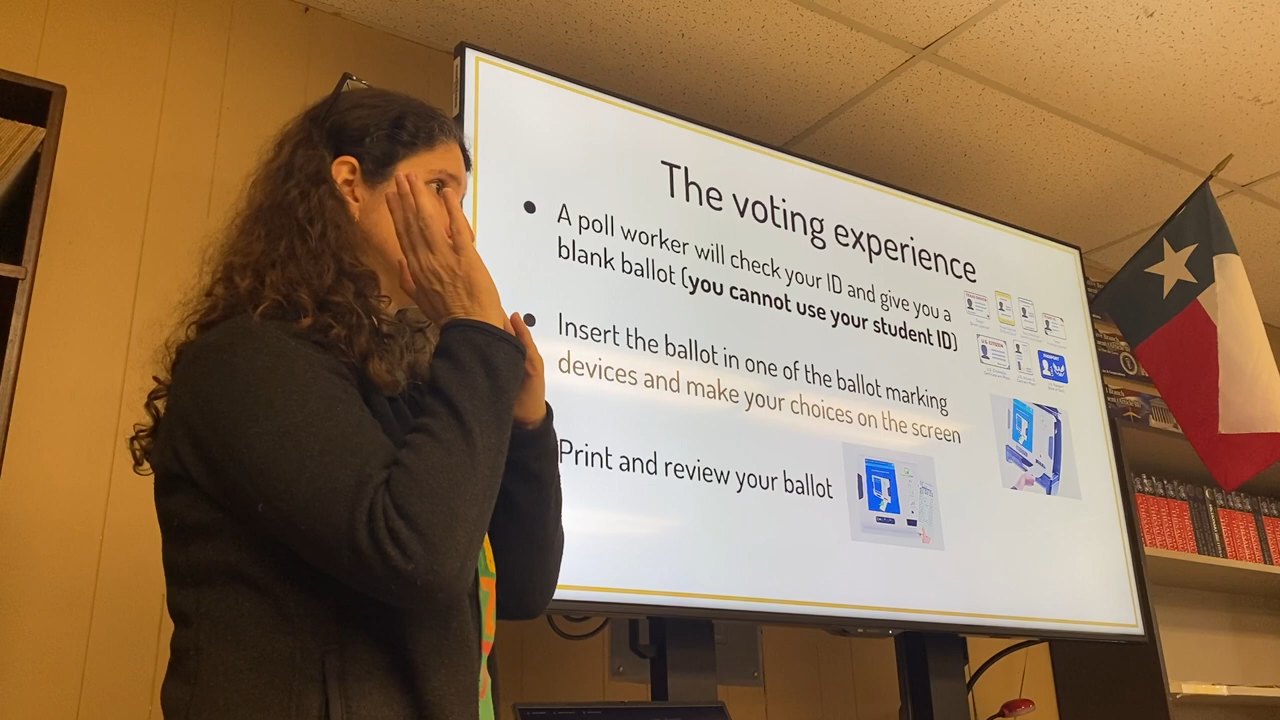 The voting experience
● A poll worker will check your ID and give you a
blank ballot (you cannot use your student ID)
● Insert the ballot in one of the ballot marking
devices and make your choices on the screen
Print and review your ballot
U.S. CITIZEN
PASSPORT